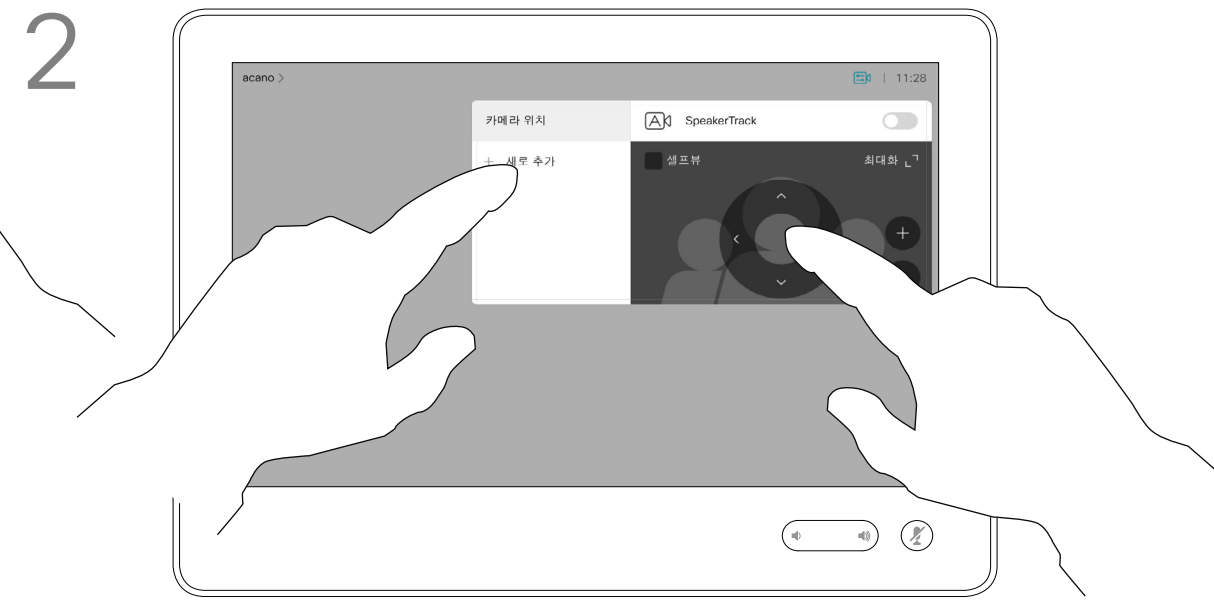 2
acano >
| 11:28
카메라 위치
SpeakerTrack
새로 추가
셀프뷰
최대화